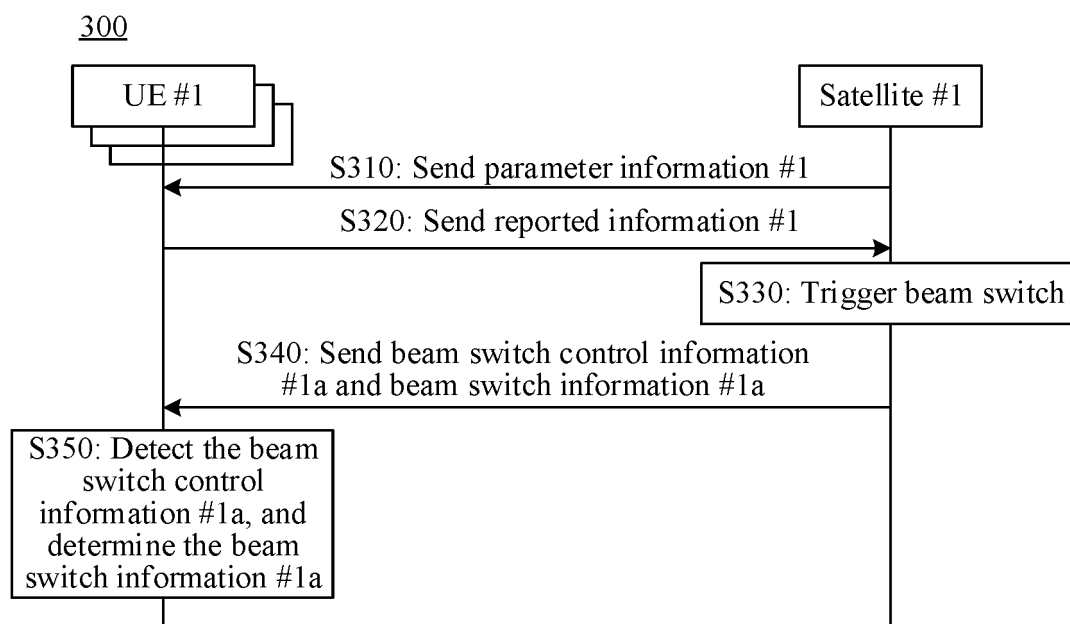 300
UE #1
Satellite #1
S310: Send parameter information #1
S320: Send reported information #1
S330: Trigger beam switch
S340: Send beam switch control information
#1a and beam switch information #1a
S350: Detect the beam
switch control
information #1a, and
determine the beam
switch information #1a